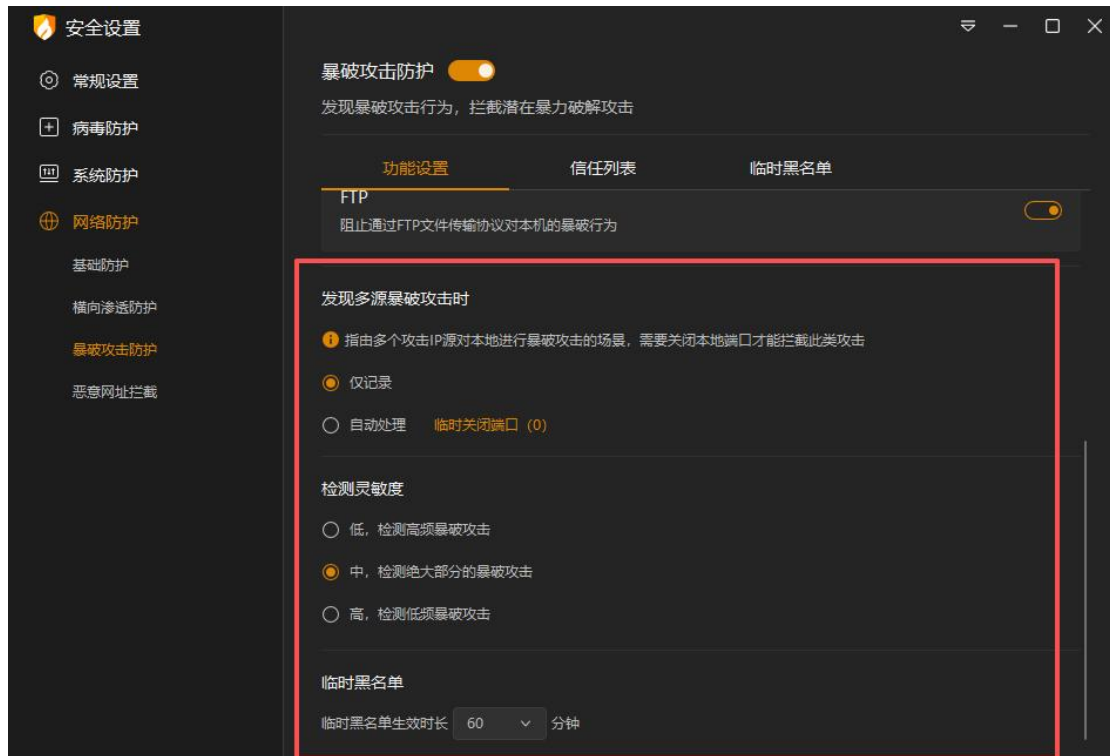 安全设置
常规设置
病毒防护
系统防护
网络防护
基础防护
横向渗透防护
暴破攻击防护
恶意网址拦截
暴破攻击防护
发现暴破攻击行为，拦截潜在暴力破解攻击
功能设置 信任列表 临时黑名单
FTP
阻止通过FTP文件传输协议对本机的暴破行为
发现多源暴破攻击时
指由多个攻击IP源对本地进行暴破攻击的场景，需要关闭本地端口才能拦截此类攻击
仅记录
自动处理 临时关闭端口（0）
检测灵敏度
低，检测高频暴破攻击
中，检测绝大部分的暴破攻击
高，检测低频暴破攻击
临时黑名单
临时黑名单生效时长 60 分钟